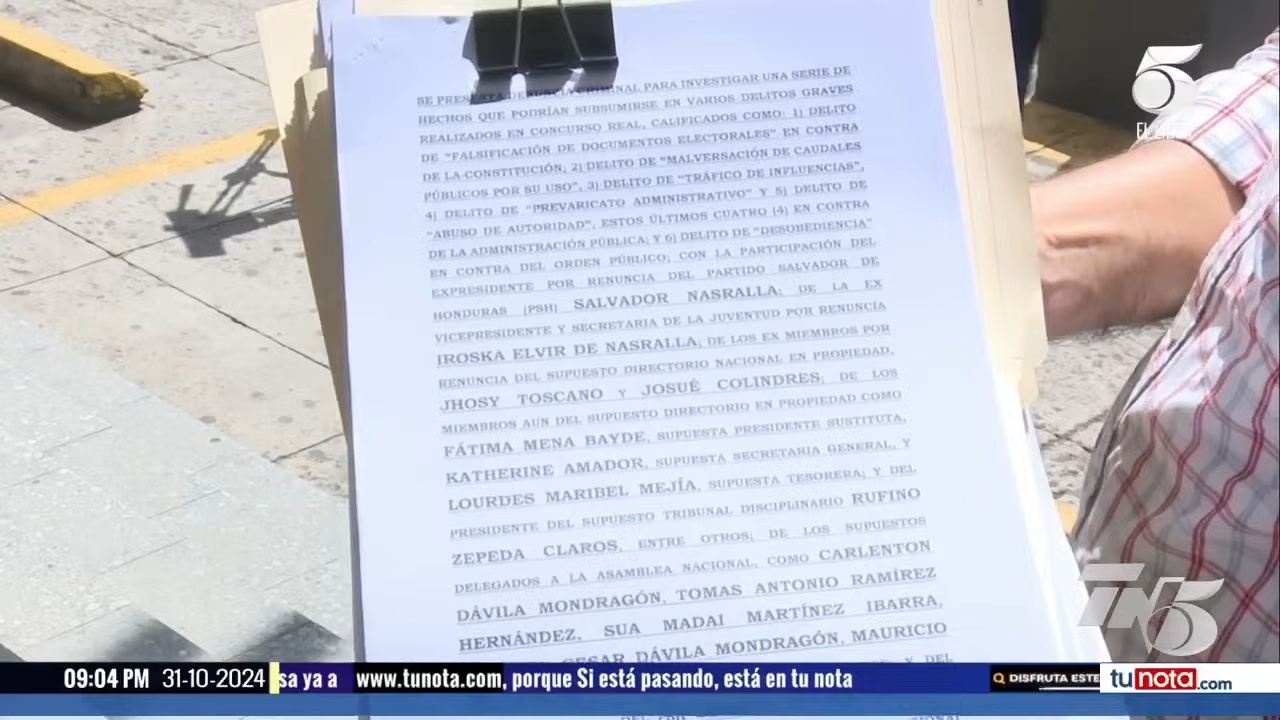 SE PRESENTA DENUNCIA CRIMINAL PARA INVESTIGAR UNA SERIE DE
HECHOS QUE PODRÍAN SUBSUMIRSE EN VARIOS DELITOS GRAVES
REALIZADOS EN CONCURSO REAL, CALIFICADOS COMO: 1) DELITO
DE "FALSIFICACIÓN DE DOCUMENTOS ELECTORALES" EN CONTRA
DE LA CONSTITUCIÓN; 2) DELITO DE "MALVERSACIÓN DE CAUDALES
PÚBLICOS POR SU USO", 3) DELITO DE "TRÁFICO DE INFLUENCIAS",
4) DELITO DE "PREVARICATO ADMINISTRATIVO" Y 5) DELITO DE
"ABUSO DE AUTORIDAD", ESTOS ÚLTIMOS CUATRO (4) EN CONTRA
DE LA ADMINISTRACIÓN PÚBLICA; Y 6) DELITO DE "DESOBEDIENCIA"
EN CONTRA DEL ORDEN PÚBLICO; CON LA PARTICIPACIÓN DEL
EXPRESIDENTE POR RENUNCIA DEL PARTIDO SALVADOR DE
HONDURAS (PSH) SALVADOR NASRALLA; DE LA EX
VICEPRESIDENTE Y SECRETARIA DE LA JUVENTUD POR RENUNCIA
IROSKA ELVIR DE NASRALLA, DE LOS EX MIEMBROS POR
RENUNCIA DEL SUPUESTO DIRECTORIO NACIONAL EN PROPIEDAD,
JHOSY TOSCANO Y JOSUÉ COLINDRES; DE LOS
MIEMBROS AUN DEL SUPUESTO DIRECTORIO EN PROPIEDAD COMO
FÁTIMA MENA BAYDE, SUPUESTA PRESIDENTE SUSTITUTA,
KATHERINE AMADOR, SUPUESTA SECRETARIA GENERAL, Y
LOURDES MARIBEL MEJÍA, SUPUESTA TESORERA; Y DEL
PRESIDENTE DEL SUPUESTO TRIBUNAL DISCIPLINARIO RUFINO
ZEPEDA CLAROS, ENTRE OTROS; DE LOS SUPUESTOS
DELEGADOS A LA ASAMBLEA NACIONAL, COMO CARLENTON
DÁVILA MONDRAGÓN, TOMAS ANTONIO RAMÍREZ
HERNÁNDEZ, SUA MADAI MARTÍNEZ IBARRA,
CESAR DÁVILA MONDRAGÓN, MAURICIO
Y DEL
5
EL LÍDER
TN5
09:04 PM 31-10-2024 sa ya a www.tunota.com, porque Si está pasando, está en tu nota
DISFRUTA ESTE
tunota.com